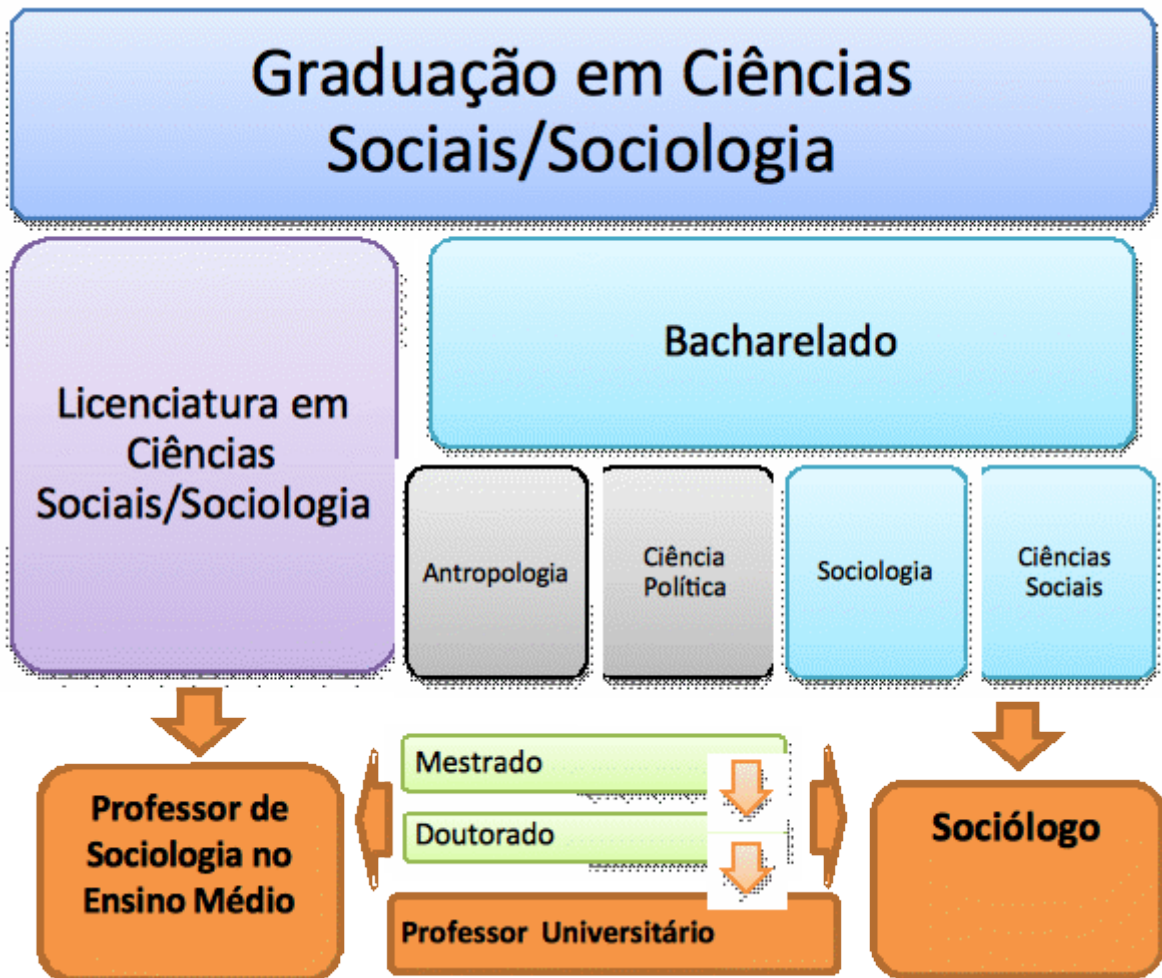 Graduação em Ciências
Sociais/Sociologia
Licenciatura em
Ciências
Sociais/Sociologia
Bacharelado
Antropologia
Ciência
Política
Sociologia
Ciências
Sociais
Professor de
Sociologia no
Ensino Médio
Mestrado
Doutorado
Professor Universitário
Sociólogo